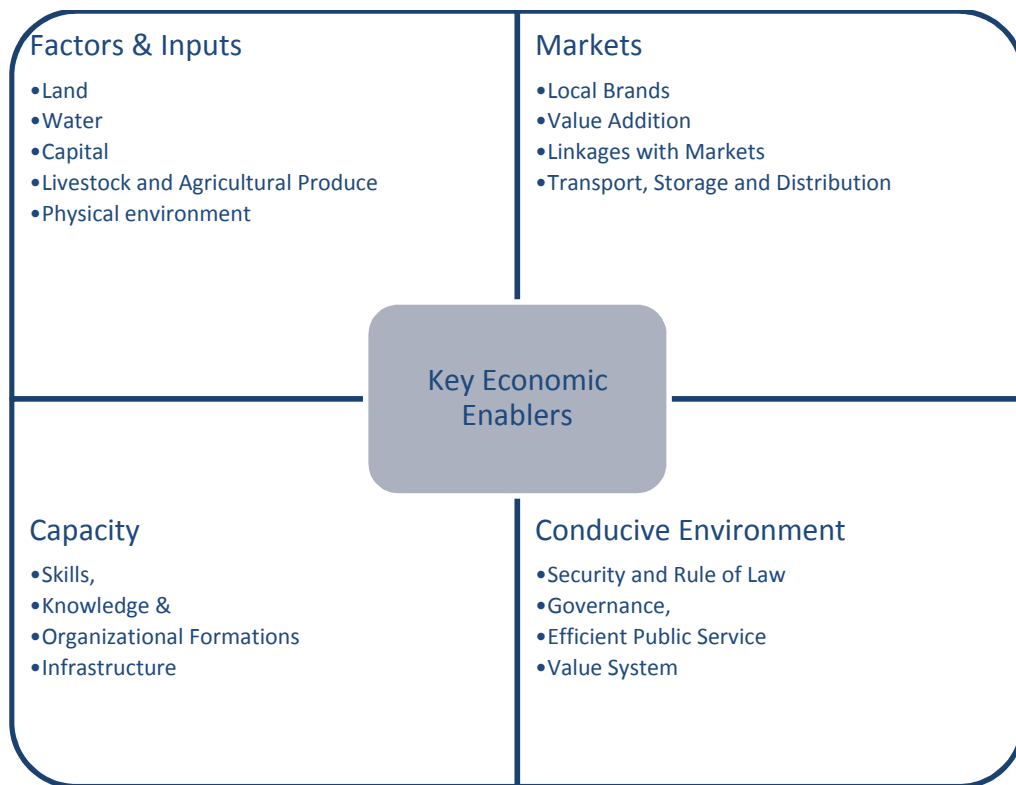 Factors & Inputs
•Land
•Water
•Capital
•Livestock and Agricultural Produce
•Physical environment
Markets
•Local Brands
•Value Addition
•Linkages with Markets
•Transport, Storage and Distribution
Key Economic
Enablers
Capacity
•Skills,
•Knowledge &
•Organizational Formations
•Infrastructure
Conducive Environment
•Security and Rule of Law
•Governance,
•Efficient Public Service
•Value System